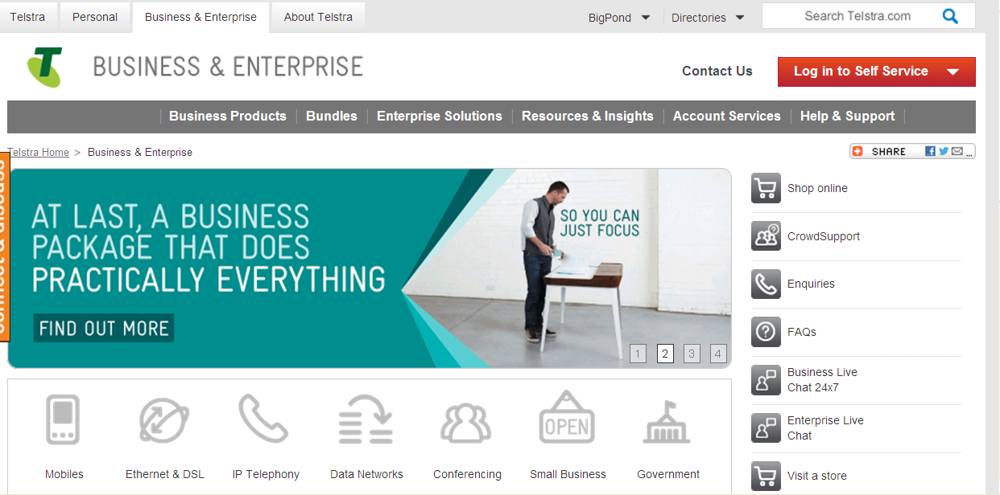 Telstra
Personal
Business & Enterprise
About Telstra
BigPond
Directories
Search Telstra.com
BUSINESS & ENTERPRISE
Contact Us
Log in to Self Service
Business Products
Bundles
Enterprise Solutions
Resources & Insights
Account Services
Help & Support
Telstra Home > Business & Enterprise
SHARE
...
connect & discuss
AT LAST, A BUSINESS
PACKAGE THAT DOES
PRACTICALLY EVERYTHING
FIND OUT MORE
SO YOU CAN
JUST FOCUS
1
2
3
4
Shop online
CrowdSupport
Enquiries
FAQs
Business Live
Chat 24x7
Enterprise Live
Chat
Visit a store
Mobiles
Ethernet & DSL
IP Telephony
Data Networks
Conferencing
OPEN
Small Business
Government